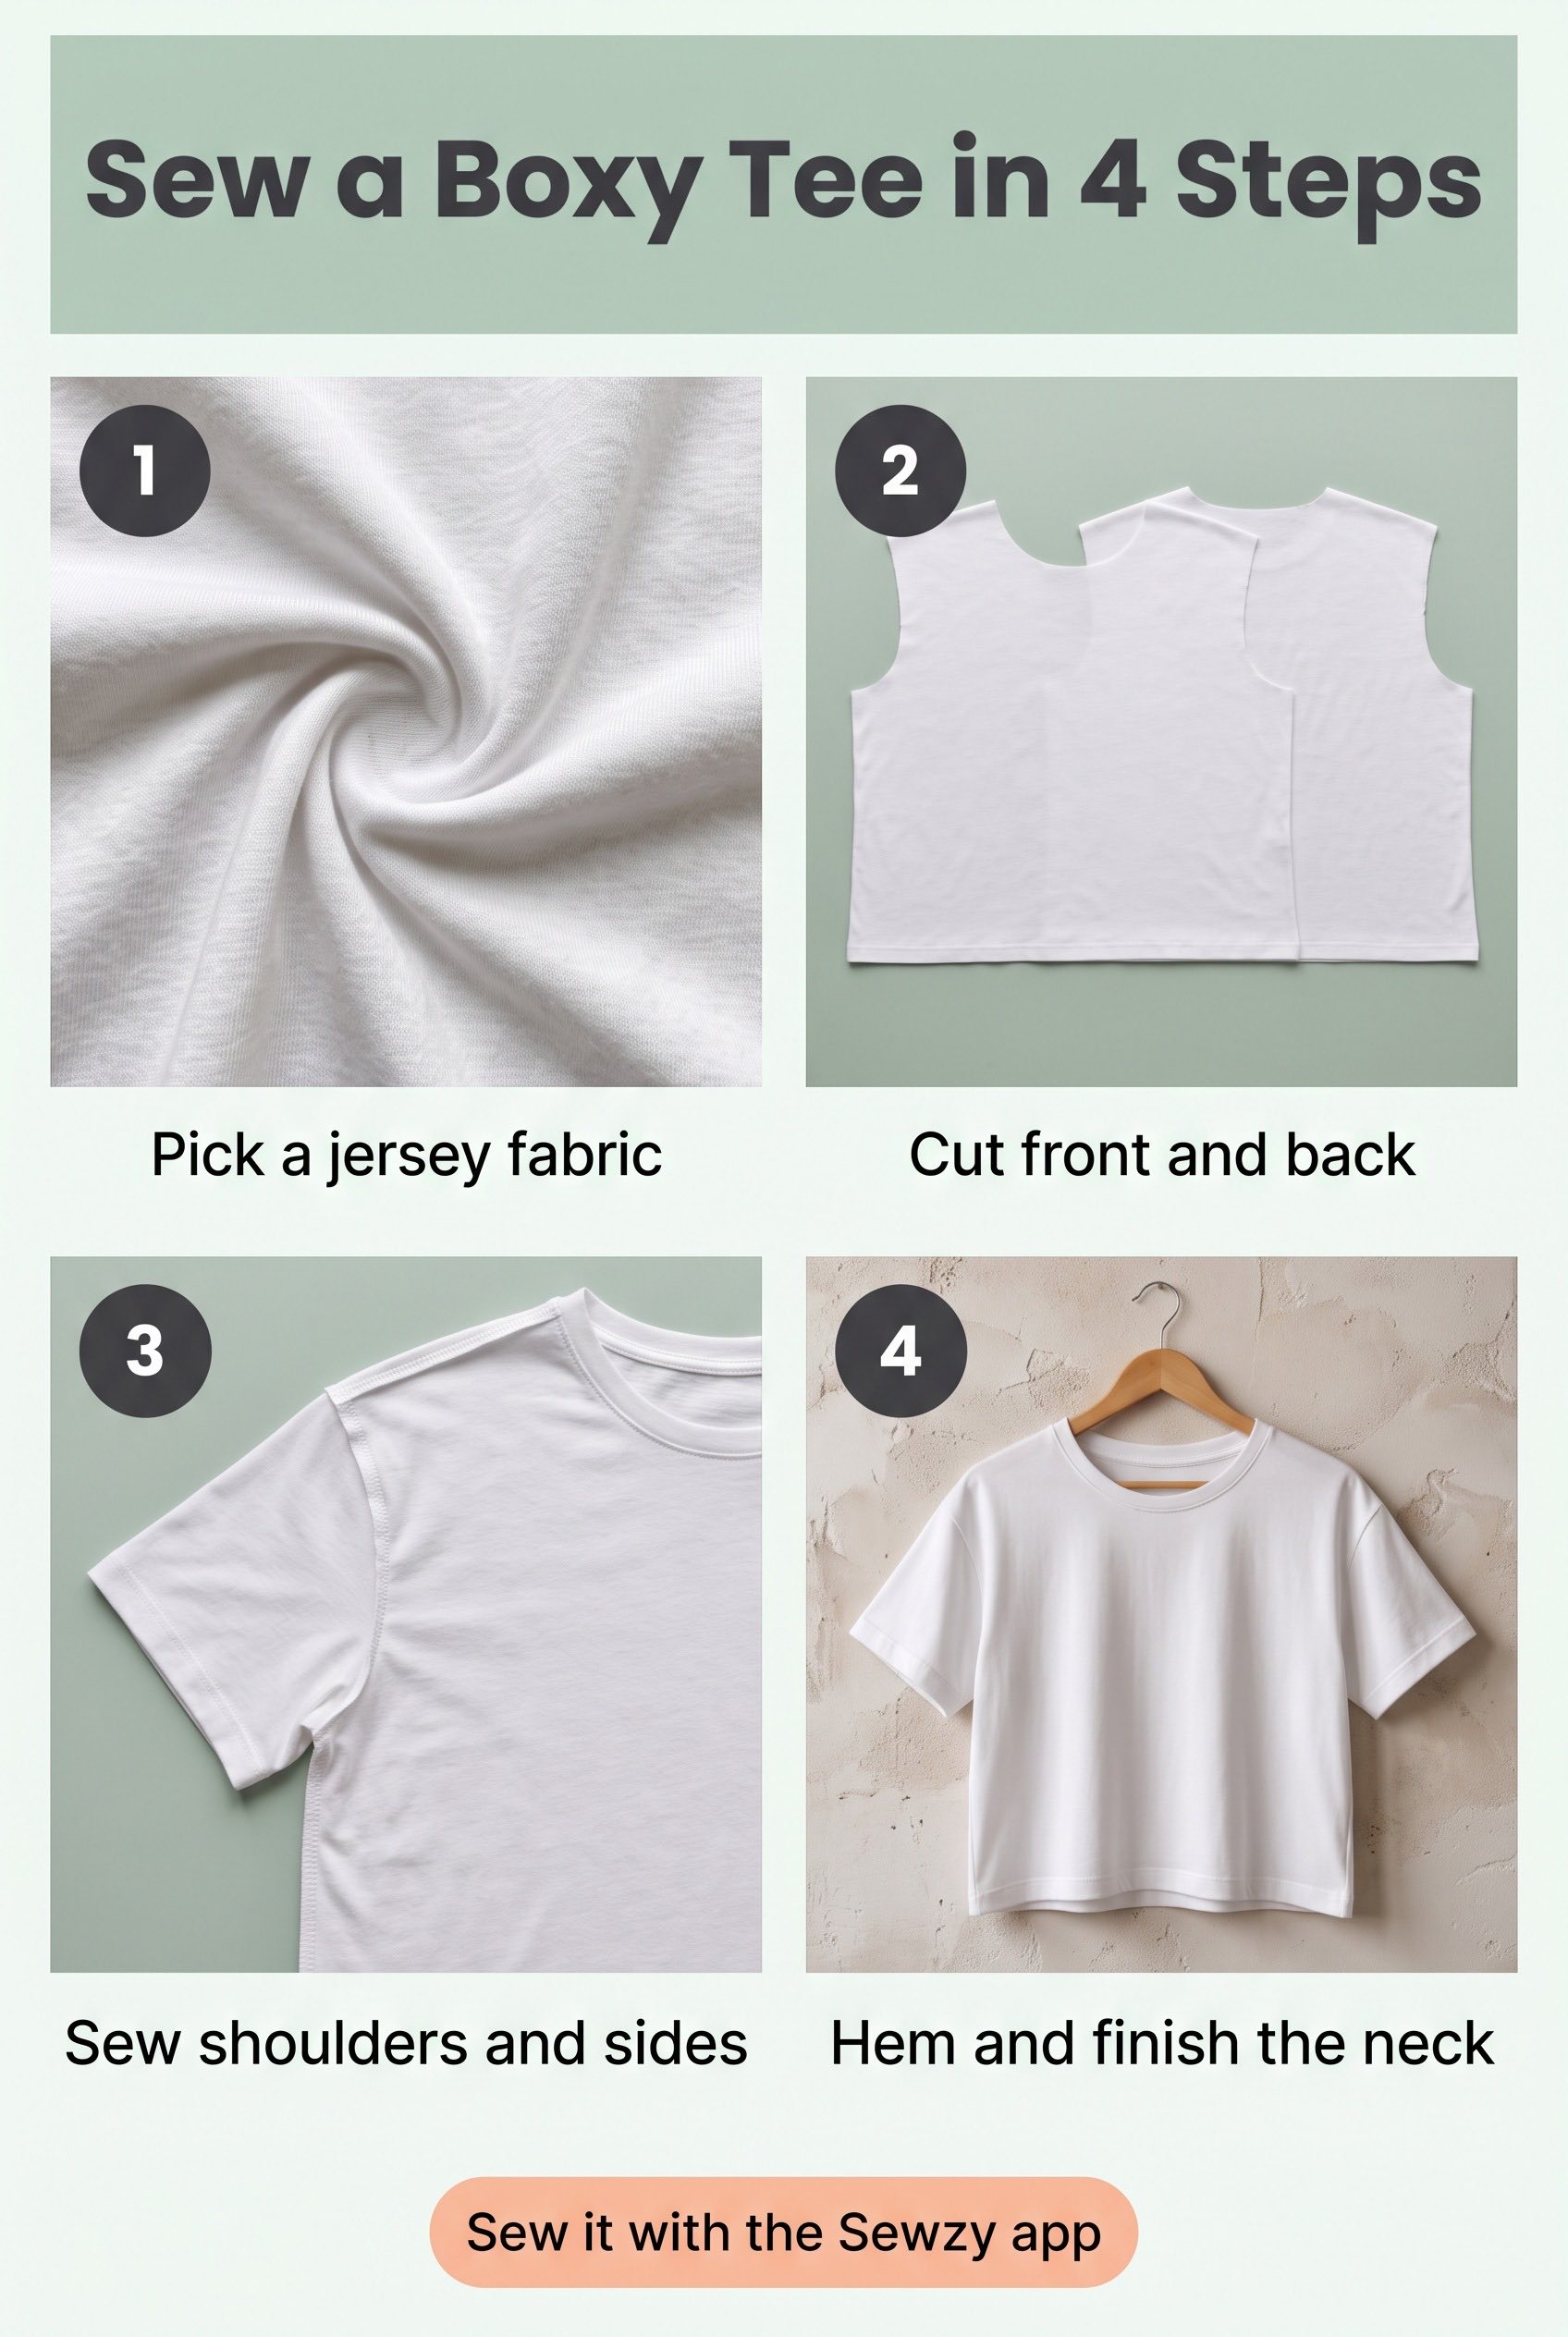 Sew a Boxy Tee in 4 Steps
1
2
Pick a jersey fabric
Cut front and back
3
4
Sew shoulders and sides
Hem and finish the neck
Sew it with the Sewzy app